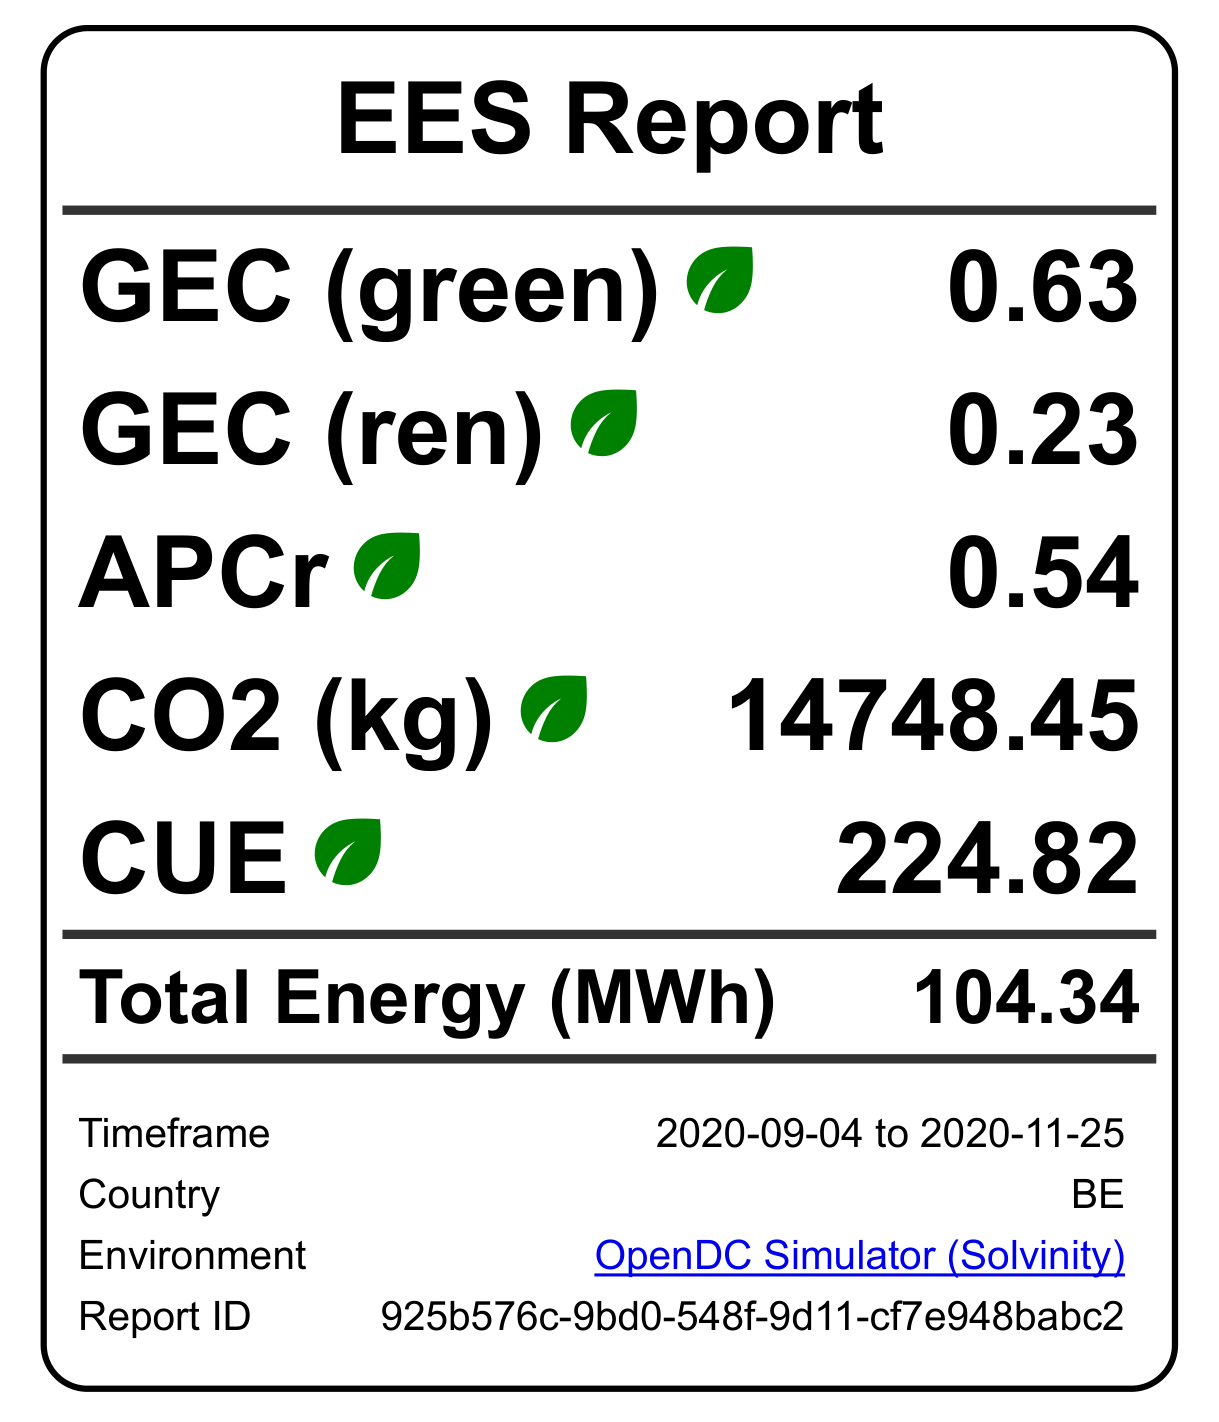 EES Report
GEC (green) 0.63
GEC (ren) 0.23
APCr 0.54
CO2 (kg) 14748.45
CUE 224.82
Total Energy (MWh) 104.34
Timeframe 2020-09-04 to 2020-11-25
Country BE
Environment OpenDC Simulator (Solvinity)
Report ID 925b576c-9bd0-548f-9d11-cf7e948babc2